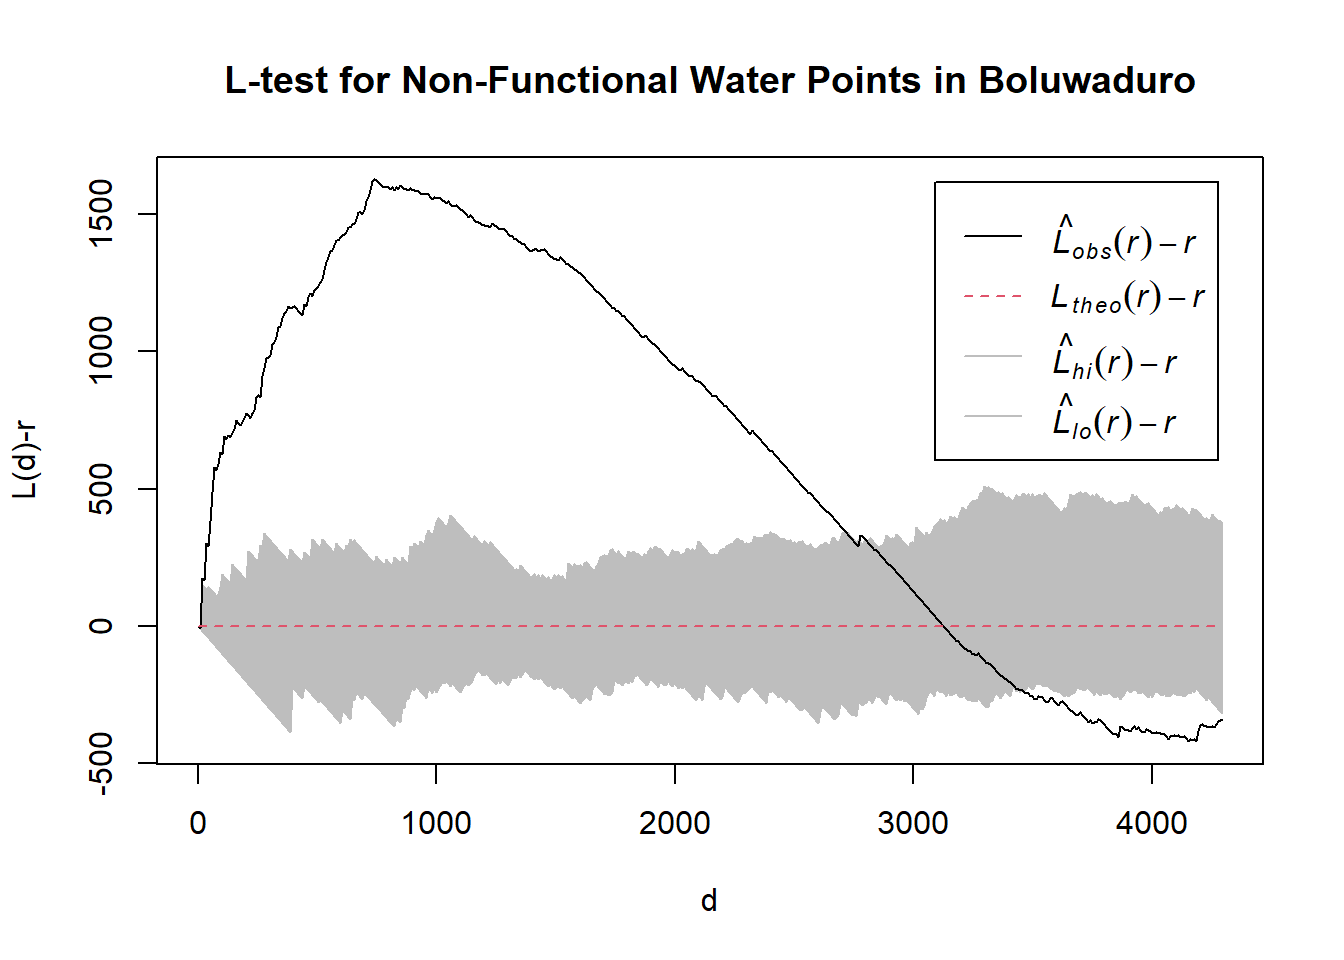 L-test for Non-Functional Water Points in Boluwaduro
L̂obs(r) − r
Ltheo(r) − r
L̂hi(r) − r
L̂lo(r) − r
L(d)-r
1500
1000
500
0
-500
0 1000 2000 3000 4000
d